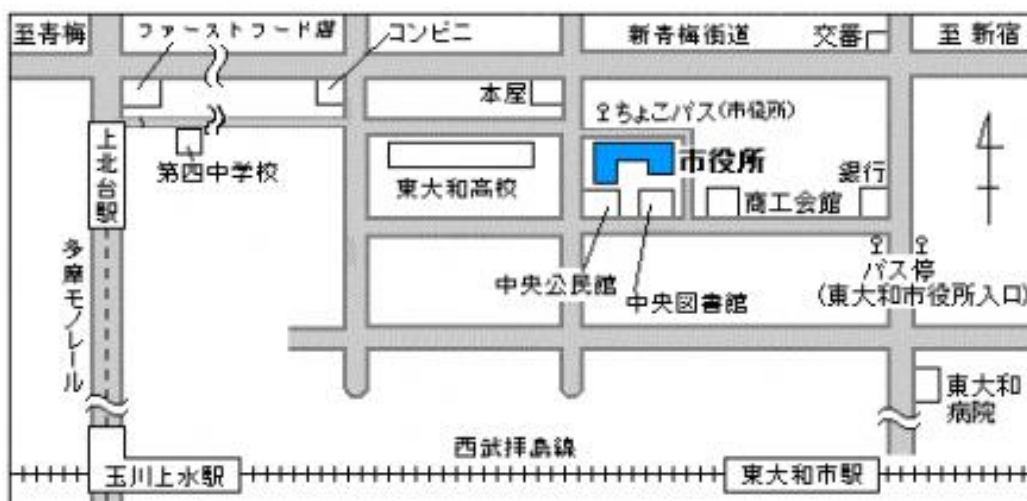 至青梅
ファーストフード店
コンビニ
新青梅街道
交番
至 新宿
本屋
ちょこバス(市役所)
上北台駅
第四中学校
東大和高校
市役所
商工会館
銀行
多摩モノレール
中央公民館
中央図書館
バス停
(東大和市役所入口)
東大和
病院
西武拝島線
玉川上水駅
東大和市駅